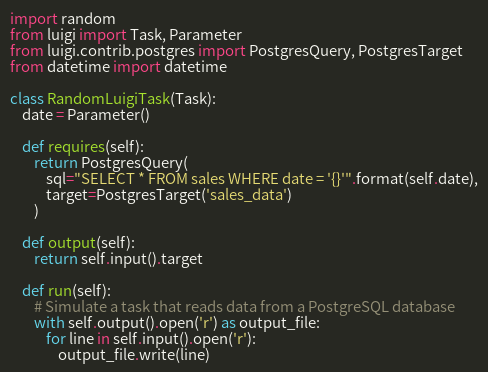 import random
from luigi import Task, Parameter
from luigi.contrib.postgres import PostgresQuery, PostgresTarget
from datetime import datetime

class RandomLuigiTask(Task):
    date = Parameter()

    def requires(self):
        return PostgresQuery(
            sql="SELECT * FROM sales WHERE date = '{}'".format(self.date),
            target=PostgresTarget('sales_data')
        )

    def output(self):
        return self.input().target

    def run(self):
        # Simulate a task that reads data from a PostgreSQL database
        with self.output().open('r') as output_file:
            for line in self.input().open('r'):
                output_file.write(line)